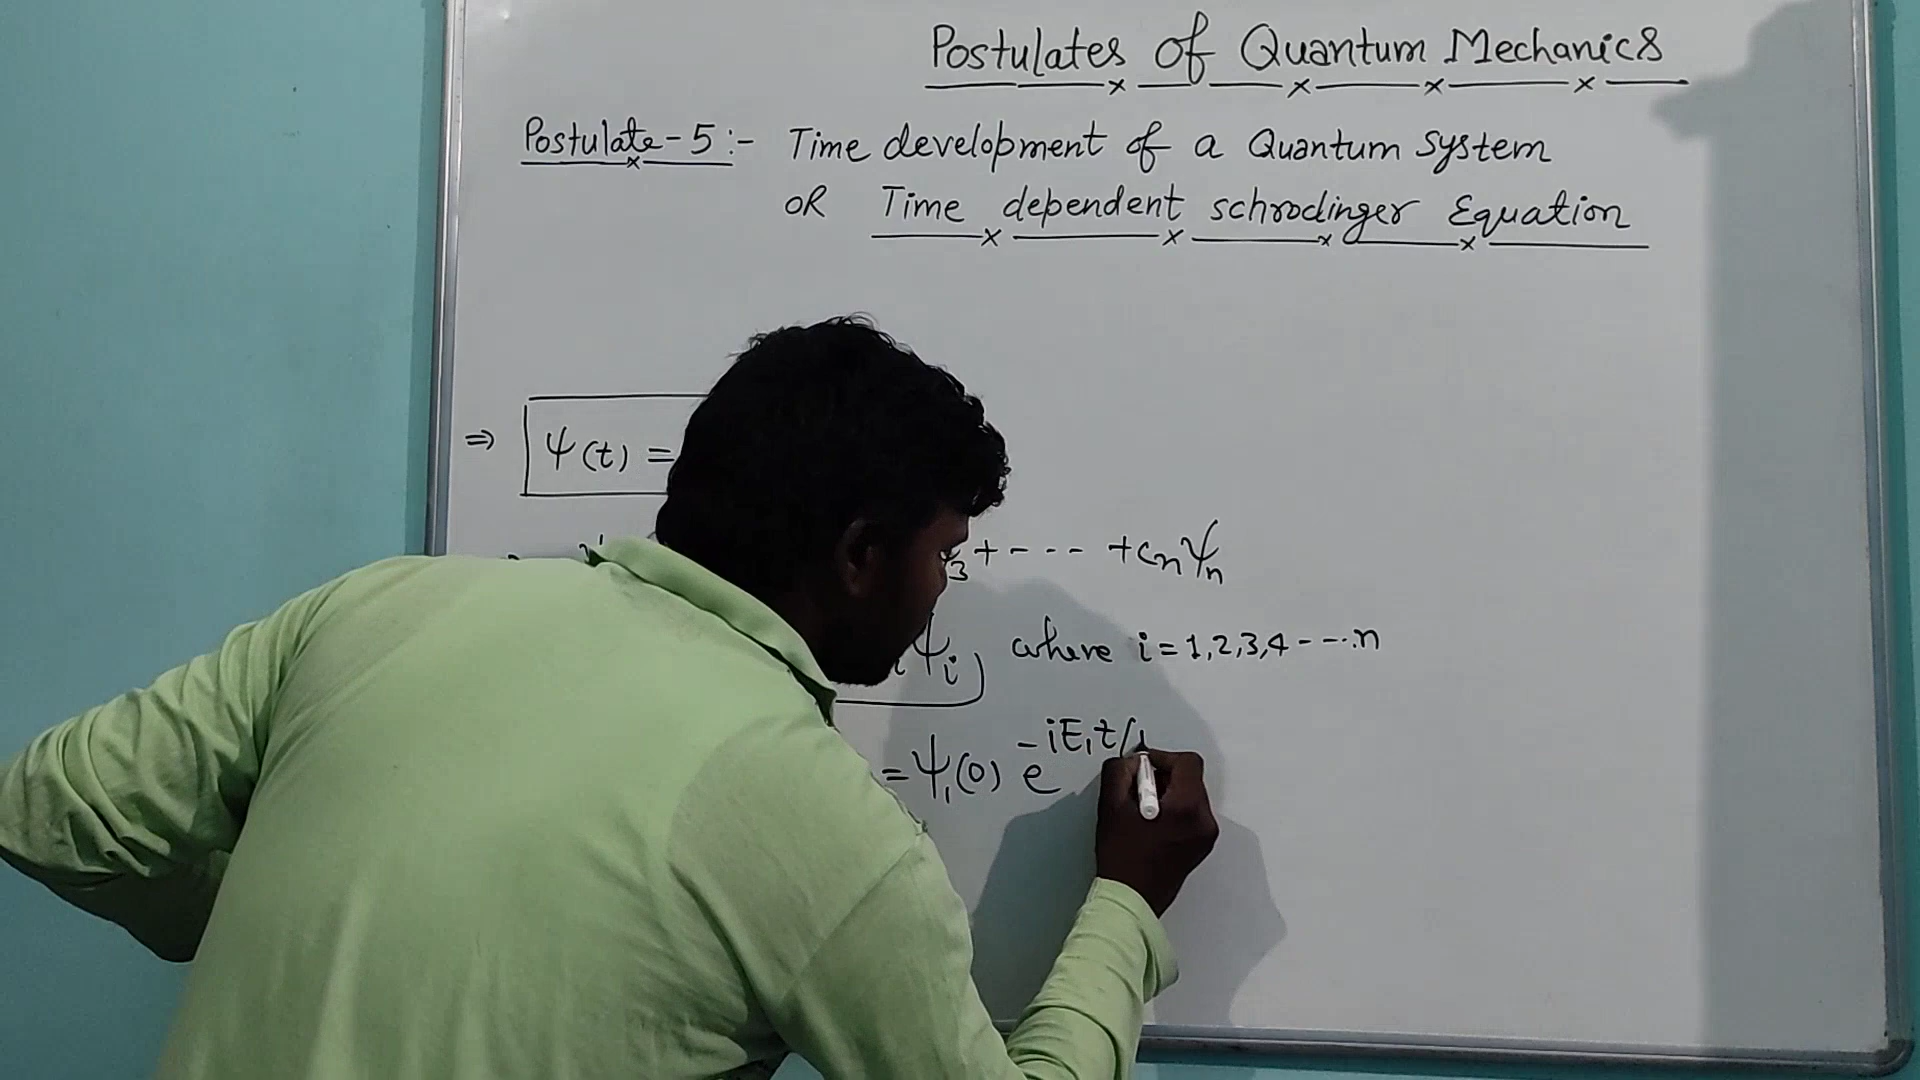 Postulates of Quantum Mechanics
Postulate-5:- Time development of a Quantum System
OR Time dependent schrodinger Equation
⇒ ψ(t) =
3 + - - - + cnψn
ψi where i = 1,2,3,4 - - -. n
= ψ1(0) e^-iE1t/